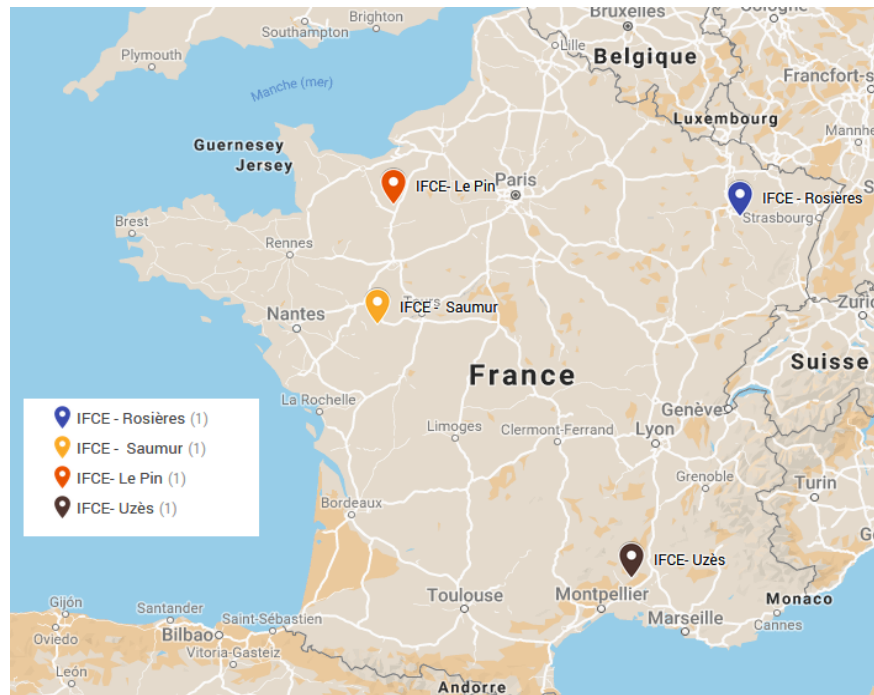 Bruxelles
Brighton
Cologne
Southampton
Plymouth
Lille
Belgique
Francfort-s
Manche (mer)
Luxembourg
Mannhe
Guernesey
Jersey
IFCE- Le Pin
Paris
IFCE - Rosières
S
Strasbourg
Brest
Rennes
Tours
IFCE -  Saumur
Nantes
Zuric
Suisse
France
La Rochelle
Genève
IFCE - Rosières (1)
IFCE -  Saumur (1)
IFCE- Le Pin (1)
IFCE- Uzès (1)
Limoges
Clermont-Ferrand
Lyon
Grenoble
Turin
Bordeaux
Gê
IFCE- Uzès
Gijón
Santander
Saint-Sébastien
Toulouse
Montpellier
Monaco
Oviedo
Bilbao
Marseille
Cannes
Vitoria-Gasteiz
León
Andorre